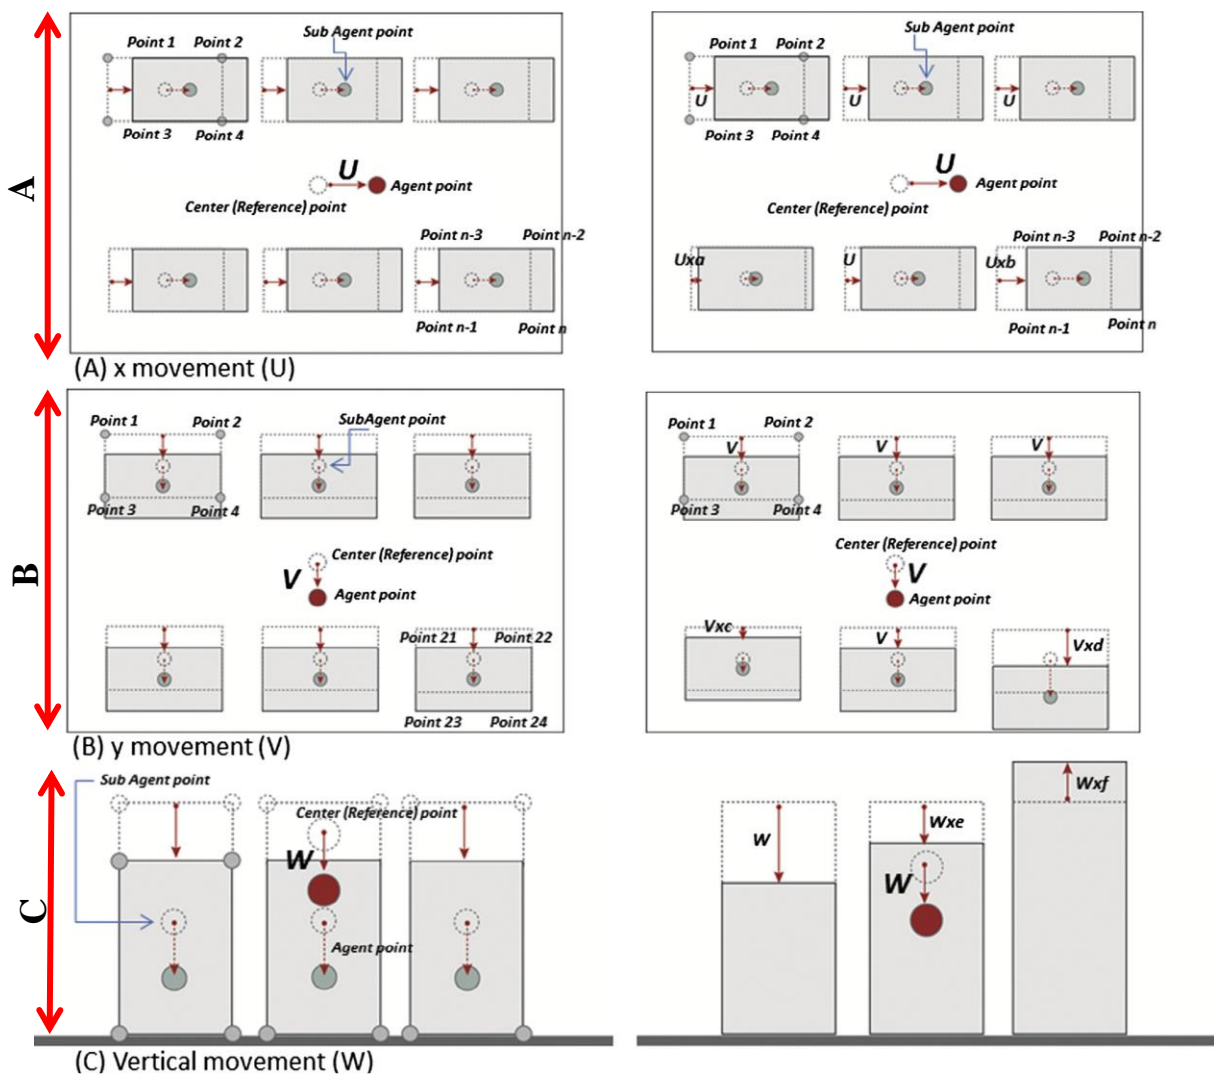 A
Point 1
Point 2
Sub Agent point
Point 3
Point 4
U
Agent point
Center (Reference) point
Point n-3
Point n-2
Point n-1
Point n
Point 1
Point 2
Sub Agent point
U
U
U
Point 3
Point 4
U
Agent point
Center (Reference) point
Uxa
U
Uxb
Point n-3
Point n-2
Point n-1
Point n
(A) x movement (U)
B
Point 1
Point 2
SubAgent point
Point 3
Point 4
Center (Reference) point
V
Agent point
Point 21
Point 22
Point 23
Point 24
Point 1
Point 2
V
V
V
Point 3
Point 4
Center (Reference) point
V
Agent point
Vxc
V
Vxd
(B) y movement (V)
C
Sub Agent point
Center (Reference) point
W
Agent point
W
Wxe
W
Wxf
(C) Vertical movement (W)